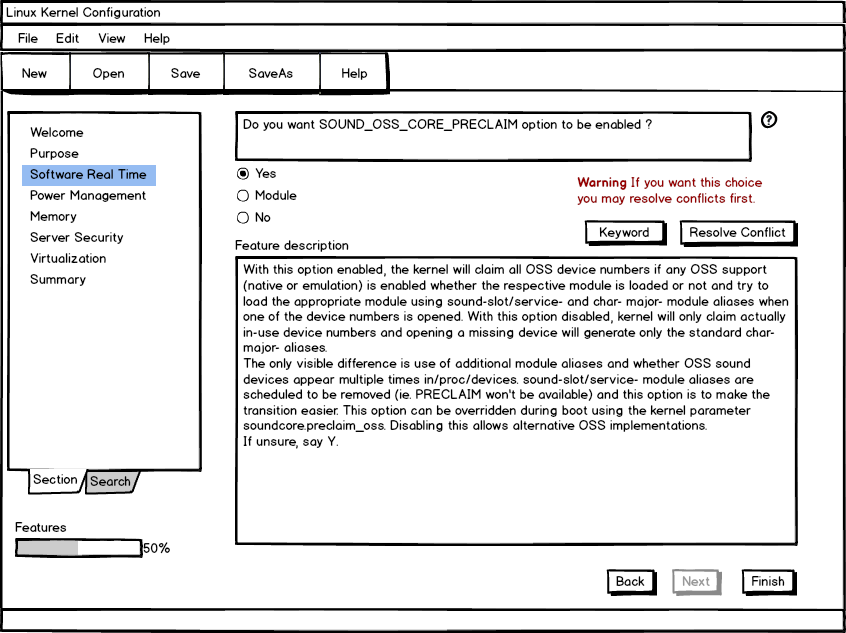 Linux Kernel Configuration
File Edit View Help
New Open Save SaveAs Help
Welcome
Purpose
Software Real Time
Power Management
Memory
Server Security
Virtualization
Summary
Section Search
Features
50%
Do you want SOUND_OSS_CORE_PRECLAIM option to be enabled ?
?
Yes
Module
No
Warning If you want this choice
you may resolve conflicts first.
Keyword Resolve Conflict
Feature description
With this option enabled, the kernel will claim all OSS device numbers if any OSS support
(native or emulation) is enabled whether the respective module is loaded or not and try to
load the appropriate module using sound-slot/service- and char- major- module aliases when
one of the device numbers is opened. With this option disabled, kernel will only claim actually
in-use device numbers and opening a missing device will generate only the standard char-
major- aliases.
The only visible difference is use of additional module aliases and whether OSS sound
devices appear multiple times in/proc/devices. sound-slot/service- module aliases are
scheduled to be removed (ie. PRECLAIM won't be available) and this option is to make the
transition easier. This option can be overridden during boot using the kernel parameter
soundcore.preclaim_oss. Disabling this allows alternative OSS implementations.
If unsure, say Y.
Back Next Finish